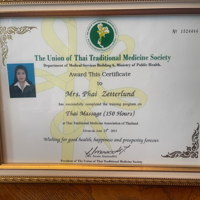 The Union of Thai Traditional Medicine Society
Department of Medical Services Building 6, Ministry of Public Health.
Award This Certificate
to
Mrs. Phai Zetterlund
has successfully completed the training program on
Thai Massage (150 Hours)
at Thai Traditional Medicine Association of Thailand
Wishing for good health, happiness and prosperity forever
President of The Union of Thai Traditional Medicine Society